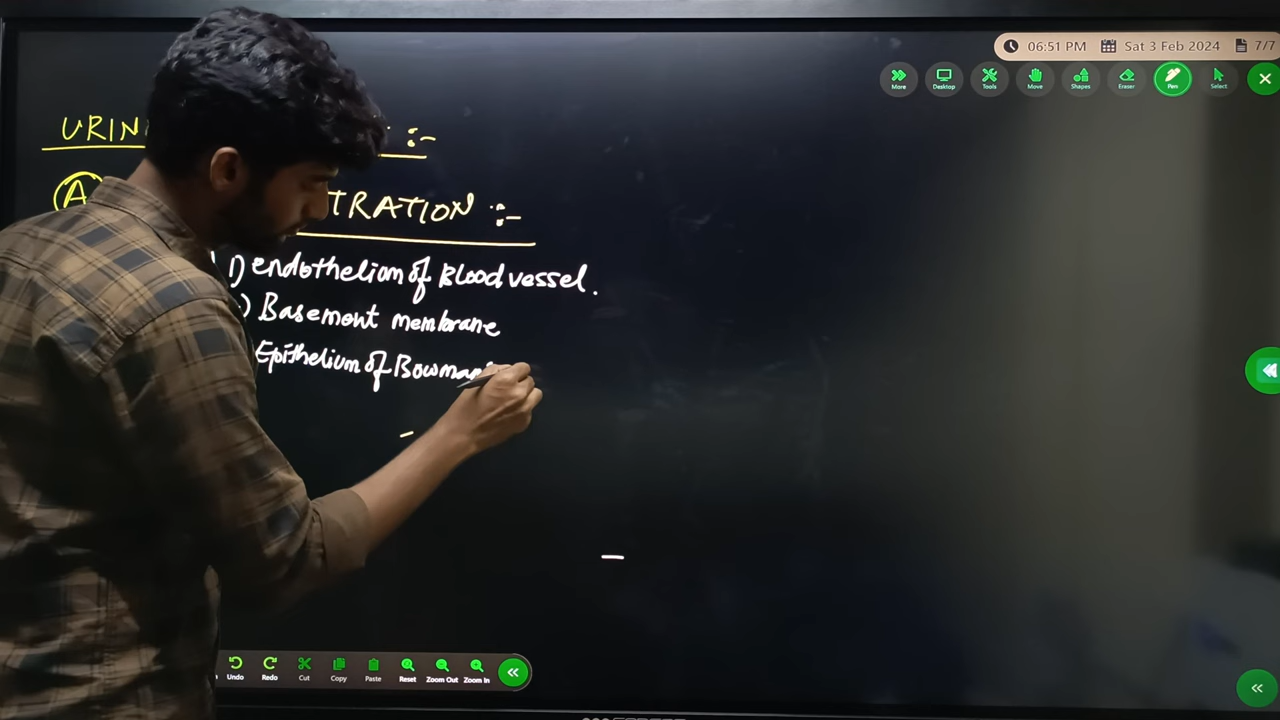 06:51 PM Sat 3 Feb 2024 7/7
More Desktop Tools Move Shapes Eraser Pen Select
URIN :-
A TRATION :-
1) endothelium of Blood vessel.
) Basement membrane
Epithelium of Bowman
Undo Redo Cut Copy Paste Reset Zoom Out Zoom In